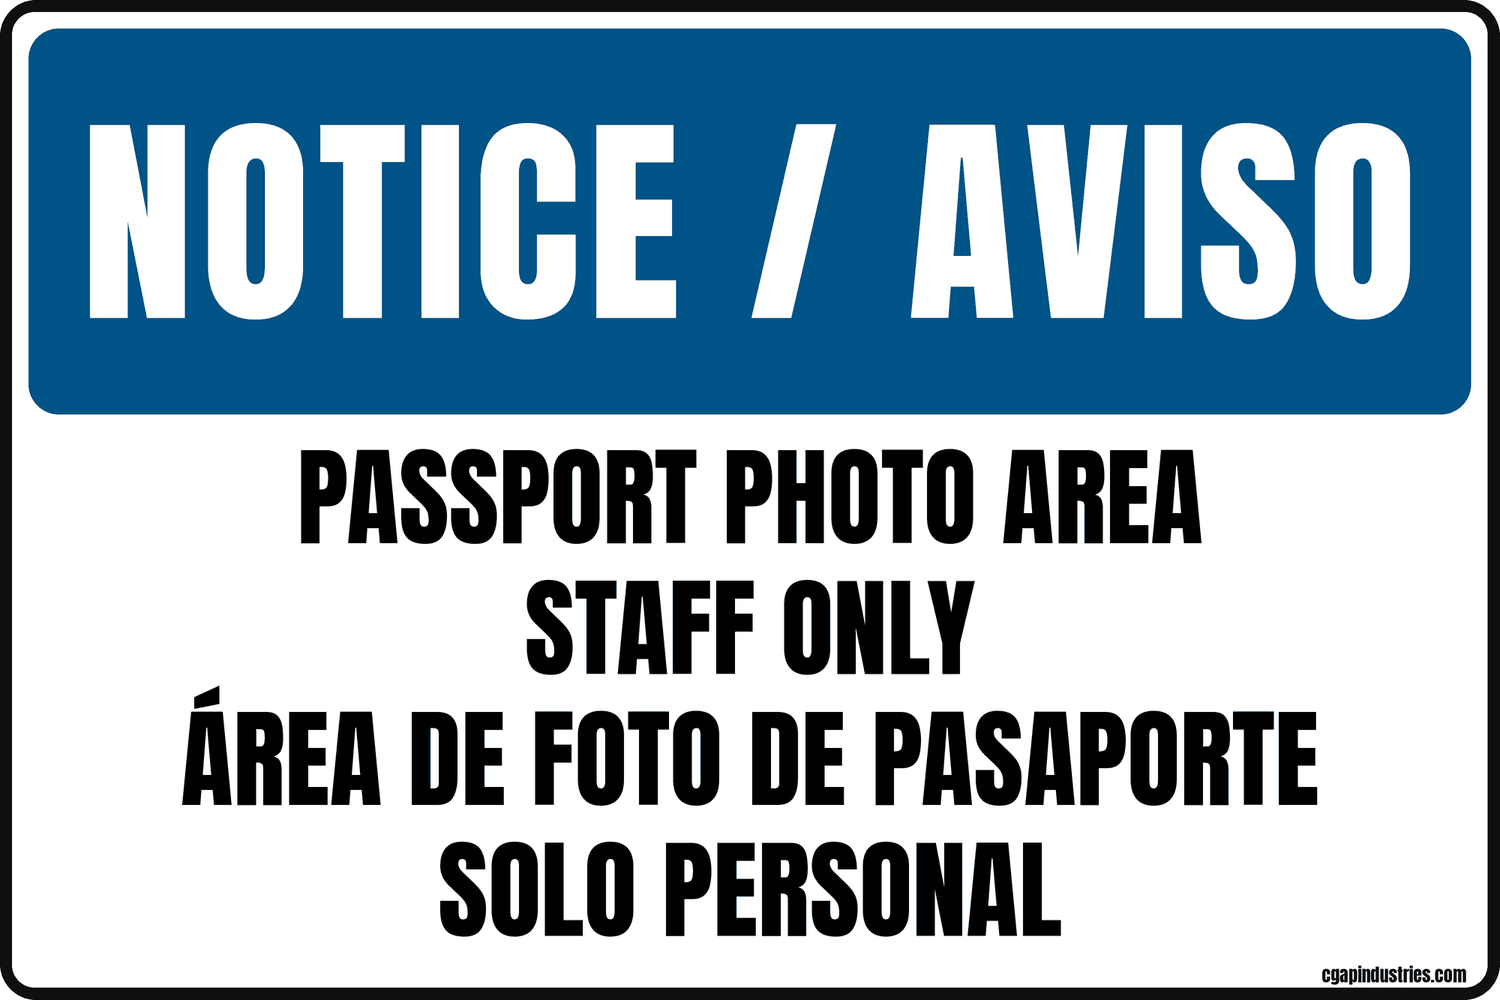 NOTICE / AVISO
PASSPORT PHOTO AREA
STAFF ONLY
ÁREA DE FOTO DE PASAPORTE
SOLO PERSONAL
cgapindustries.com